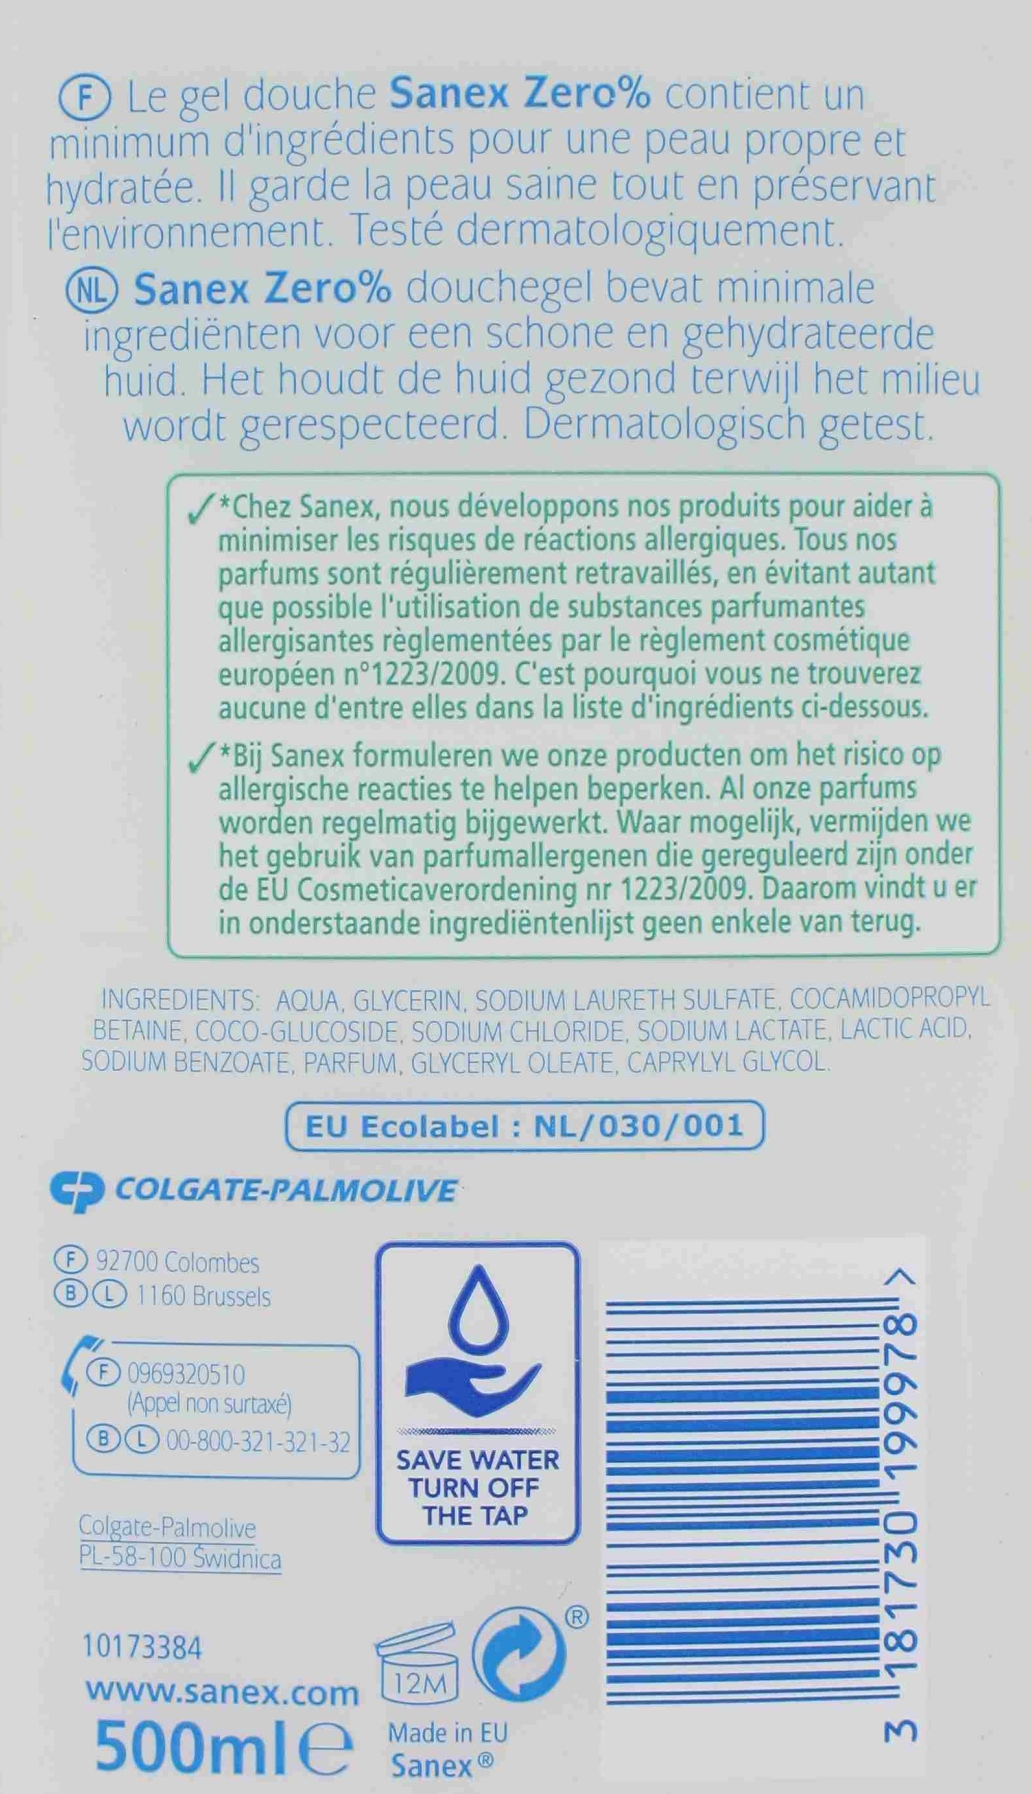 F Le gel douche Sanex Zero% contient un
minimum d'ingrédients pour une peau propre et
hydratée. Il garde la peau saine tout en préservant
l'environnement. Testé dermatologiquement.
NL Sanex Zero% douchegel bevat minimale
ingrediënten voor een schone en gehydrateerde
huid. Het houdt de huid gezond terwijl het milieu
wordt gerespecteerd. Dermatologisch getest.
✓*Chez Sanex, nous développons nos produits pour aider à
minimiser les risques de réactions allergiques. Tous nos
parfums sont régulièrement retravaillés, en évitant autant
que possible l'utilisation de substances parfumantes
allergisantes règlementées par le règlement cosmétique
européen n°1223/2009. C'est pourquoi vous ne trouverez
aucune d'entre elles dans la liste d'ingrédients ci-dessous.
✓*Bij Sanex formuleren we onze producten om het risico op
allergische reacties te helpen beperken. Al onze parfums
worden regelmatig bijgewerkt. Waar mogelijk, vermijden we
het gebruik van parfumallergenen die gereguleerd zijn onder
de EU Cosmeticaverordening nr 1223/2009. Daarom vindt u er
in onderstaande ingrediëntenlijst geen enkele van terug.
INGREDIENTS: AQUA, GLYCERIN, SODIUM LAURETH SULFATE, COCAMIDOPROPYL
BETAINE, COCO-GLUCOSIDE, SODIUM CHLORIDE, SODIUM LACTATE, LACTIC ACID,
SODIUM BENZOATE, PARFUM, GLYCERYL OLEATE, CAPRYLYL GLYCOL.
EU Ecolabel : NL/030/001
CP COLGATE-PALMOLIVE
F 92700 Colombes
B L 1160 Brussels
F 0969320510
(Appel non surtaxé)
B L 00-800-321-321-32
Colgate-Palmolive
PL-58-100 Świdnica
SAVE WATER
TURN OFF
THE TAP
10173384
www.sanex.com
500ml e
12M
®
Made in EU
Sanex®
3 181730 199978 >